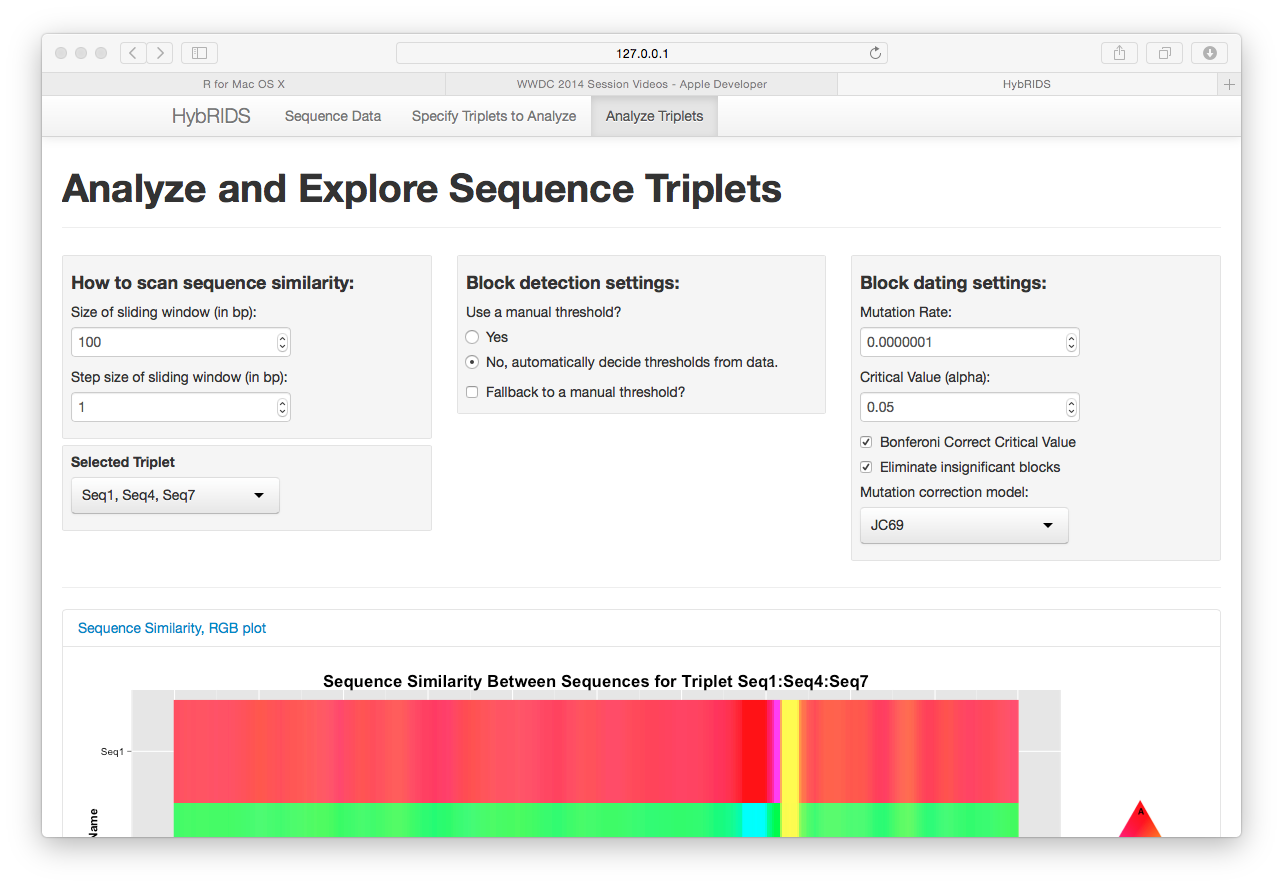 127.0.0.1
R for Mac OS X
WWDC 2014 Session Videos - Apple Developer
HybRIDS
HybRIDS
Sequence Data
Specify Triplets to Analyze
Analyze Triplets
Analyze and Explore Sequence Triplets
How to scan sequence similarity:
Size of sliding window (in bp):
100
Step size of sliding window (in bp):
1
Selected Triplet
Seq1, Seq4, Seq7
Block detection settings:
Use a manual threshold?
Yes
No, automatically decide thresholds from data.
Fallback to a manual threshold?
Block dating settings:
Mutation Rate:
0.0000001
Critical Value (alpha):
0.05
Bonferoni Correct Critical Value
Eliminate insignificant blocks
Mutation correction model:
JC69
Sequence Similarity, RGB plot
Sequence Similarity Between Sequences for Triplet Seq1:Seq4:Seq7
Seq1
Name
A